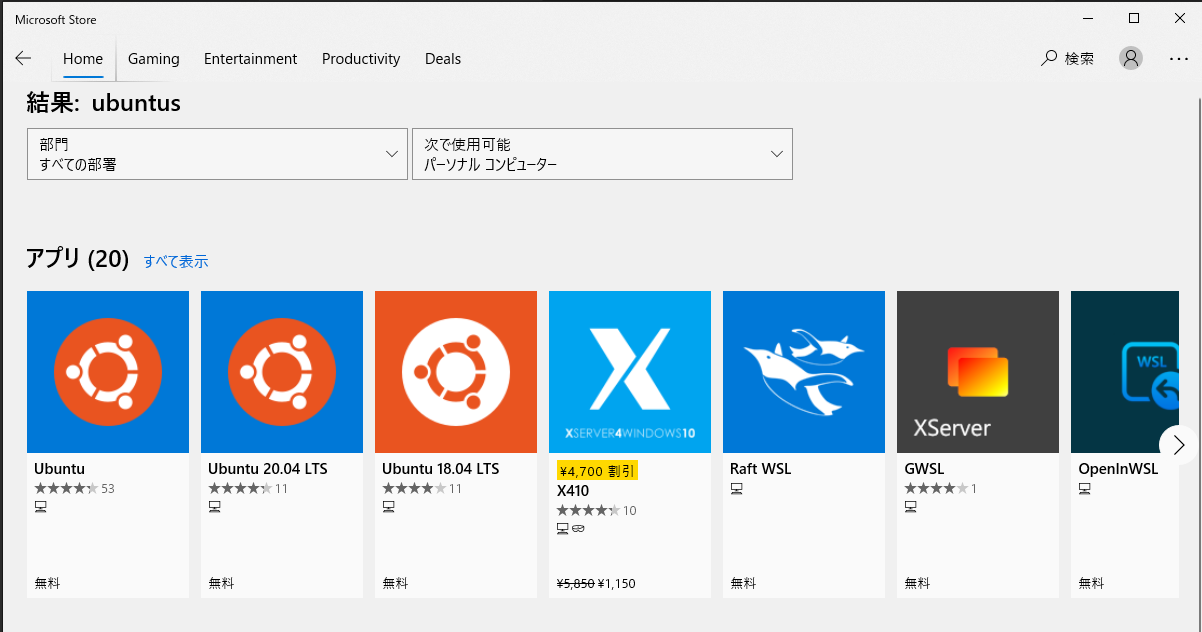 Microsoft Store
Home Gaming Entertainment Productivity Deals 検索
結果: ubuntus
部門
すべての部署
次で使用可能
パーソナル コンピューター
アプリ (20) すべて表示
Ubuntu
53
無料
Ubuntu 20.04 LTS
11
無料
Ubuntu 18.04 LTS
11
無料
XSERVER4WINDOWS10
¥4,700 割引
X410
10
¥5,850 ¥1,150
Raft WSL
無料
XServer
GWSL
1
無料
WSL
OpenInWSL
無料